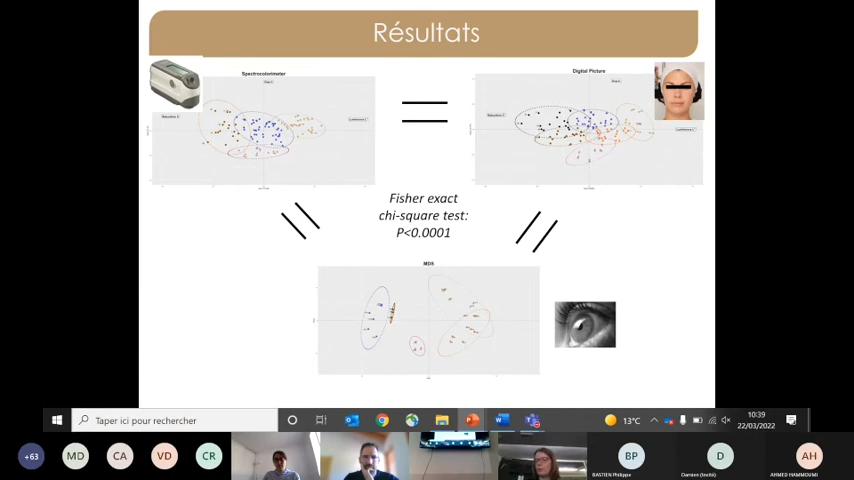 Résultats
Spectrocolorimeter
Digital Picture
Fisher exact
chi-square test:
P<0.0001
MDS
Taper ici pour rechercher
13°C
10:39
22/03/2022
+63
MD
CA
VD
CR
BP
D
AH
BASTIEN Philippe
Damien (Invité)
AHMED HAMMOUMI